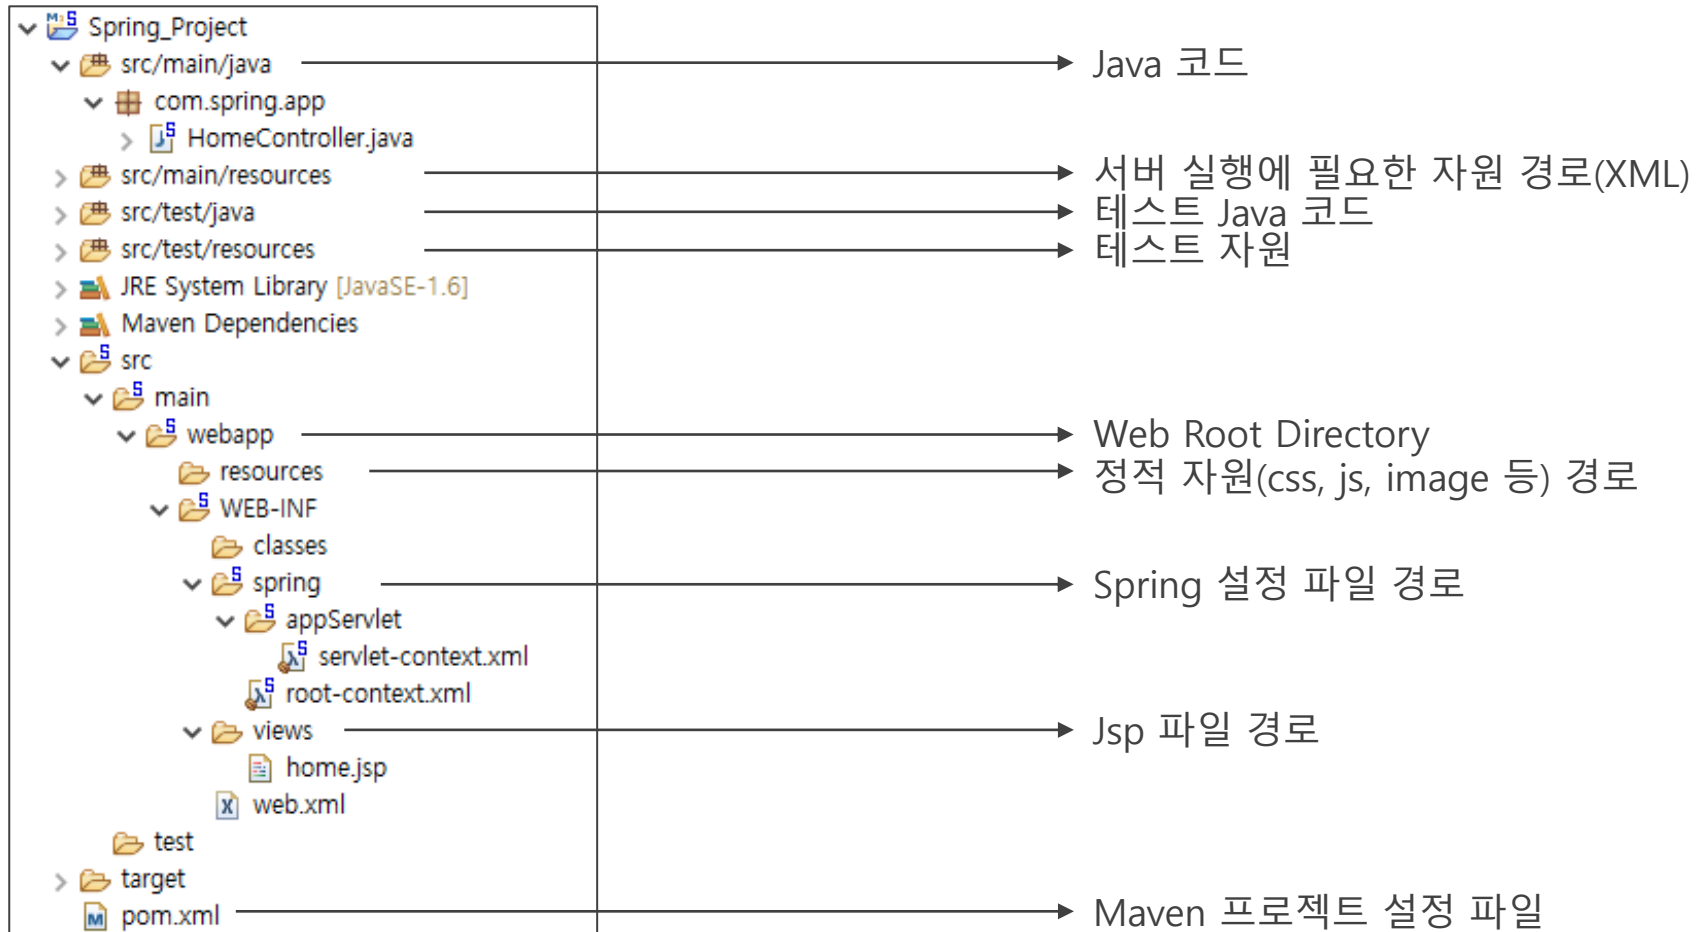 Spring_Project
src/main/java
Java 코드
com.spring.app
HomeController.java
src/main/resources
서버 실행에 필요한 자원 경로(XML)
src/test/java
테스트 Java 코드
src/test/resources
테스트 자원
JRE System Library [JavaSE-1.6]
Maven Dependencies
src
main
webapp
Web Root Directory
resources
정적 자원(css, js, image 등) 경로
WEB-INF
classes
spring
Spring 설정 파일 경로
appServlet
servlet-context.xml
root-context.xml
views
Jsp 파일 경로
home.jsp
web.xml
test
target
pom.xml
Maven 프로젝트 설정 파일